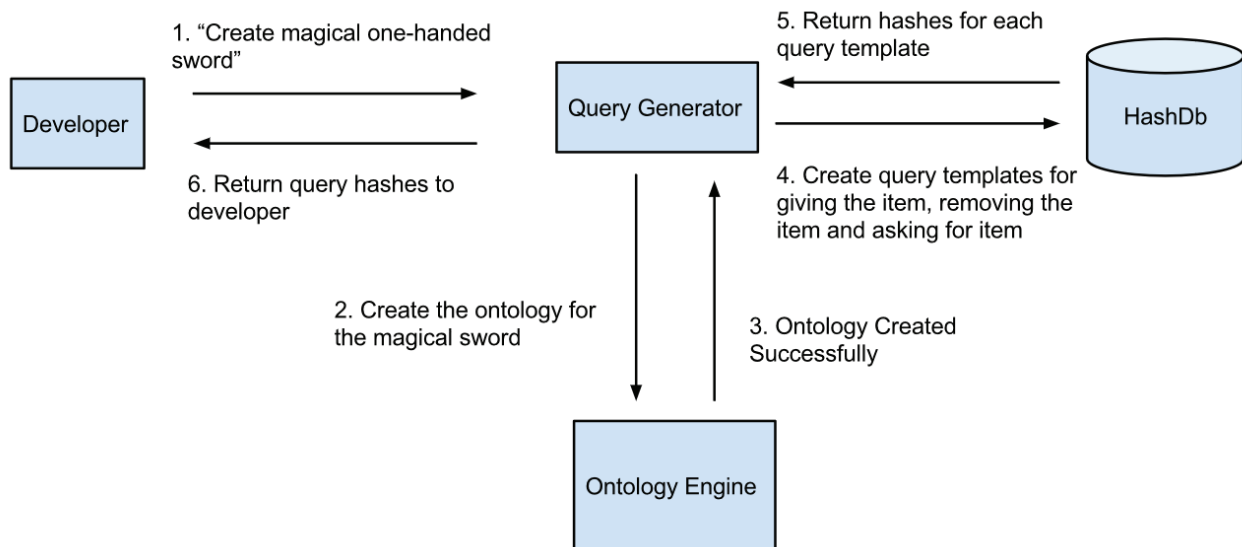 1. “Create magical one-handed
sword”
5. Return hashes for each
query template
Developer
Query Generator
HashDb
6. Return query hashes to
developer
4. Create query templates for
giving the item, removing the
item and asking for item
2. Create the ontology for
the magical sword
3. Ontology Created
Successfully
Ontology Engine